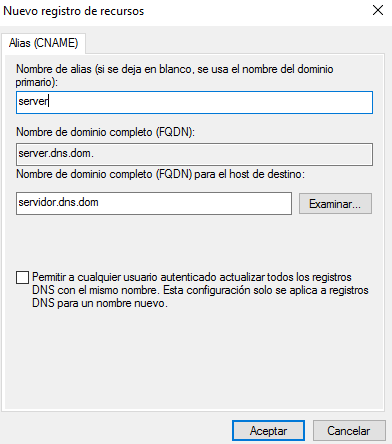 Nuevo registro de recursos
Alias (CNAME)
Nombre de alias (si se deja en blanco, se usa el nombre del dominio
primario):
server
Nombre de dominio completo (FQDN):
server.dns.dom.
Nombre de dominio completo (FQDN) para el host de destino:
servidor.dns.dom
Examinar...
Permitir a cualquier usuario autenticado actualizar todos los registros
DNS con el mismo nombre. Esta configuración solo se aplica a registros
DNS para un nombre nuevo.
Aceptar
Cancelar